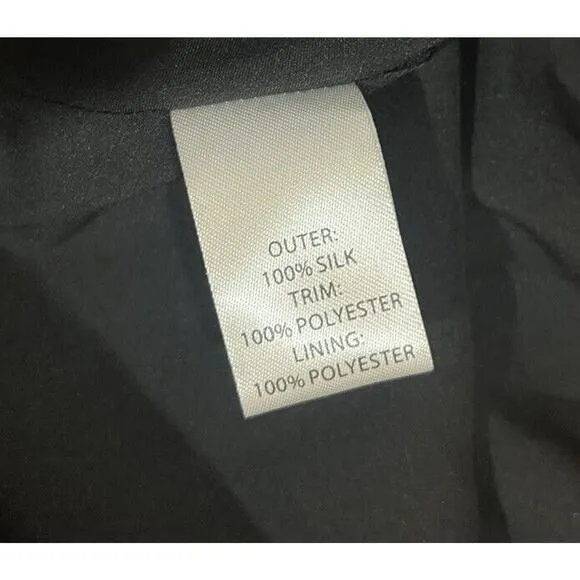 OUTER:
100% SILK
TRIM:
100% POLYESTER
LINING:
100% POLYESTER